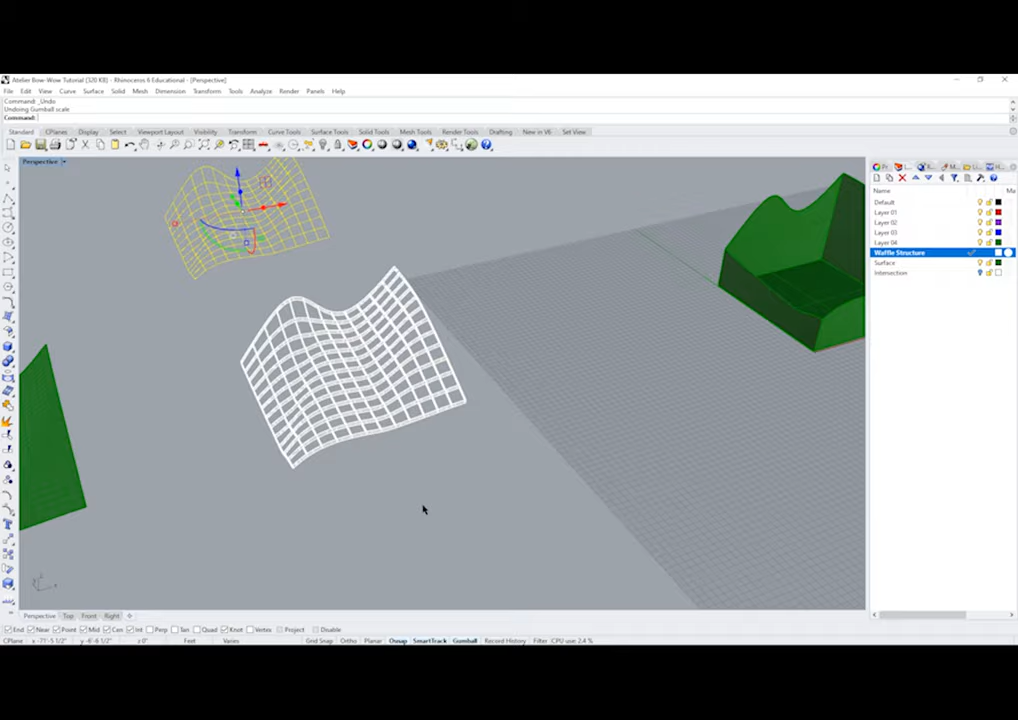 Atelier Bow-Wow Tutorial (320 KB) - Rhinoceros 6 Educational - [Perspective]
File Edit View Curve Surface Solid Mesh Dimension Transform Tools Analyze Render Panels Help
Command: _Undo
Undoing Gumball scale
Command:
Standard CPlanes Display Select Viewport Layout Visibility Transform Curve Tools Surface Tools Solid Tools Mesh Tools Render Tools Drafting New in V6 Set View
Perspective
Name Ma
Default
Layer 01
Layer 02
Layer 03
Layer 04
Waffle Structure
Surface
Intersection
Perspective Top Front Right
End Near Point Mid Cen Int Perp Tan Quad Knot Vertex Project Disable
CPlane Feet Varies Grid Snap Ortho Planar Osnap SmartTrack Gumball Record History Filter CPU use: 2.4 %